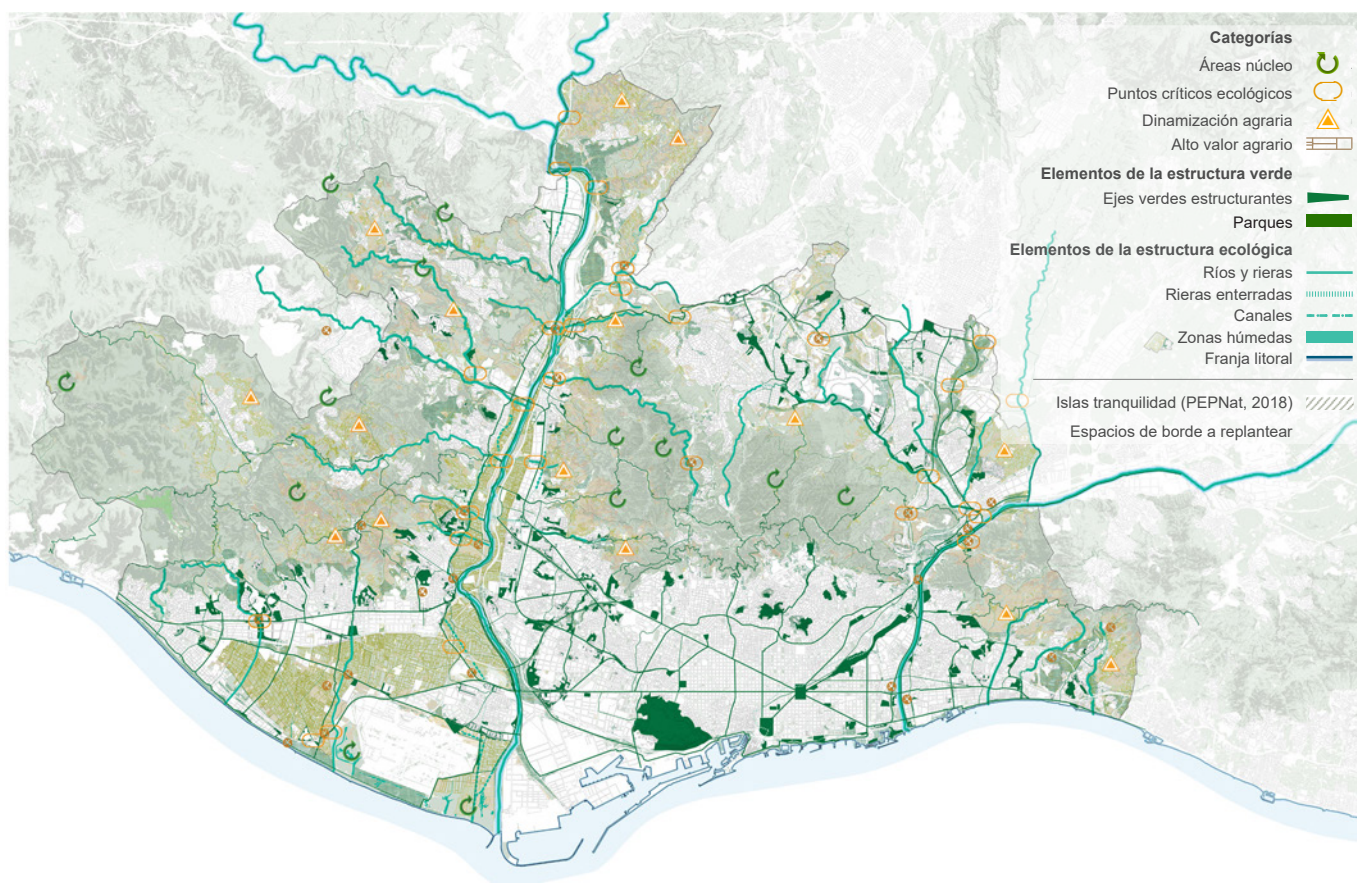 Categorías
Áreas núcleo
Puntos críticos ecológicos
Dinamización agraria
Alto valor agrario
Elementos de la estructura verde
Ejes verdes estructurantes
Parques
Elementos de la estructura ecológica
Ríos y rieras
Rieras enterradas
Canales
Zonas húmedas
Franja litoral
Islas tranquilidad (PEPNat, 2018)
Espacios de borde a replantear